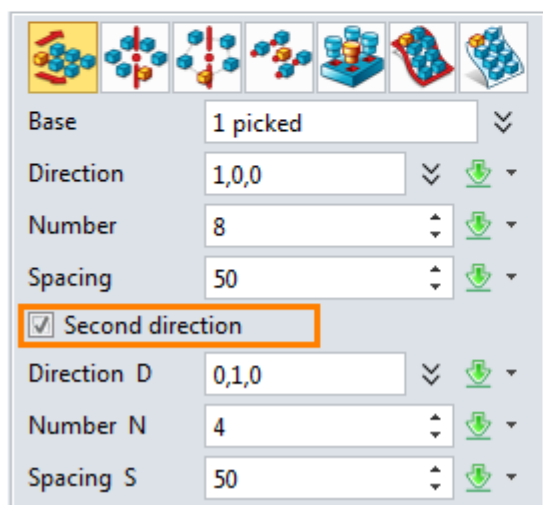 Base 1 picked
Direction 1,0,0
Number 8
Spacing 50
Second direction
Direction D 0,1,0
Number N 4
Spacing S 50